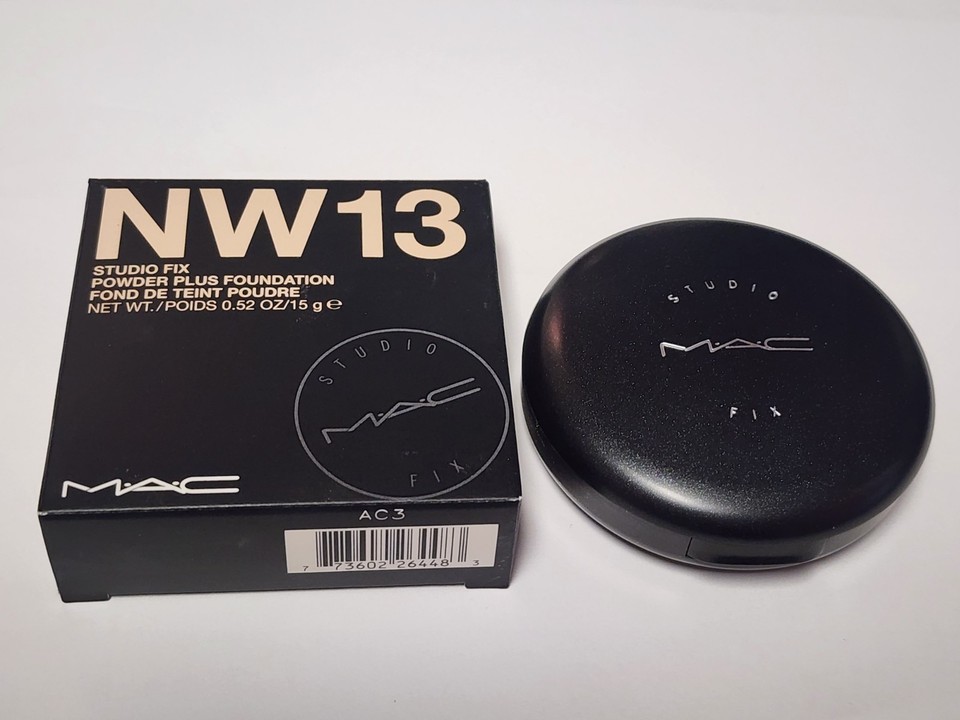 NW13
STUDIO FIX
POWDER PLUS FOUNDATION
FOND DE TEINT POUDRE
NET WT./POIDS 0.52 OZ/15 g e
STUDIO
M·A·C
FIX
M·A·C
AC3
7 73602 26448 3
STUDIO
M·A·C
FIX